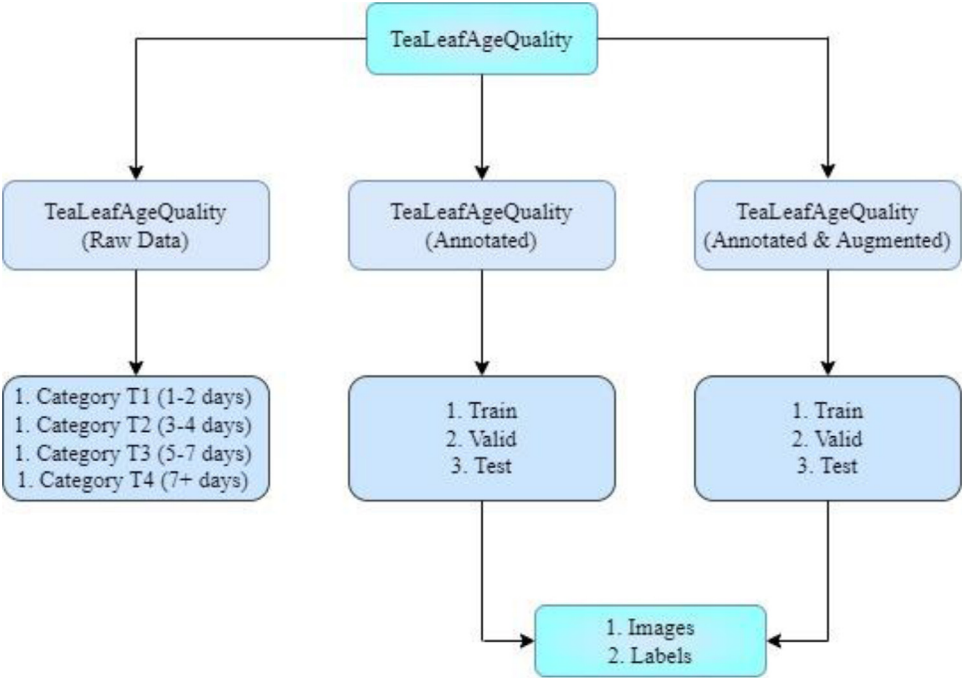 TeaLeafAgeQuality
TeaLeafAgeQuality
(Raw Data)
TeaLeafAgeQuality
(Annotated)
TeaLeafAgeQuality
(Annotated & Augmented)
1. Category T1 (1-2 days)
1. Category T2 (3-4 days)
1. Category T3 (5-7 days)
1. Category T4 (7+ days)
1. Train
2. Valid
3. Test
1. Train
2. Valid
3. Test
1. Images
2. Labels